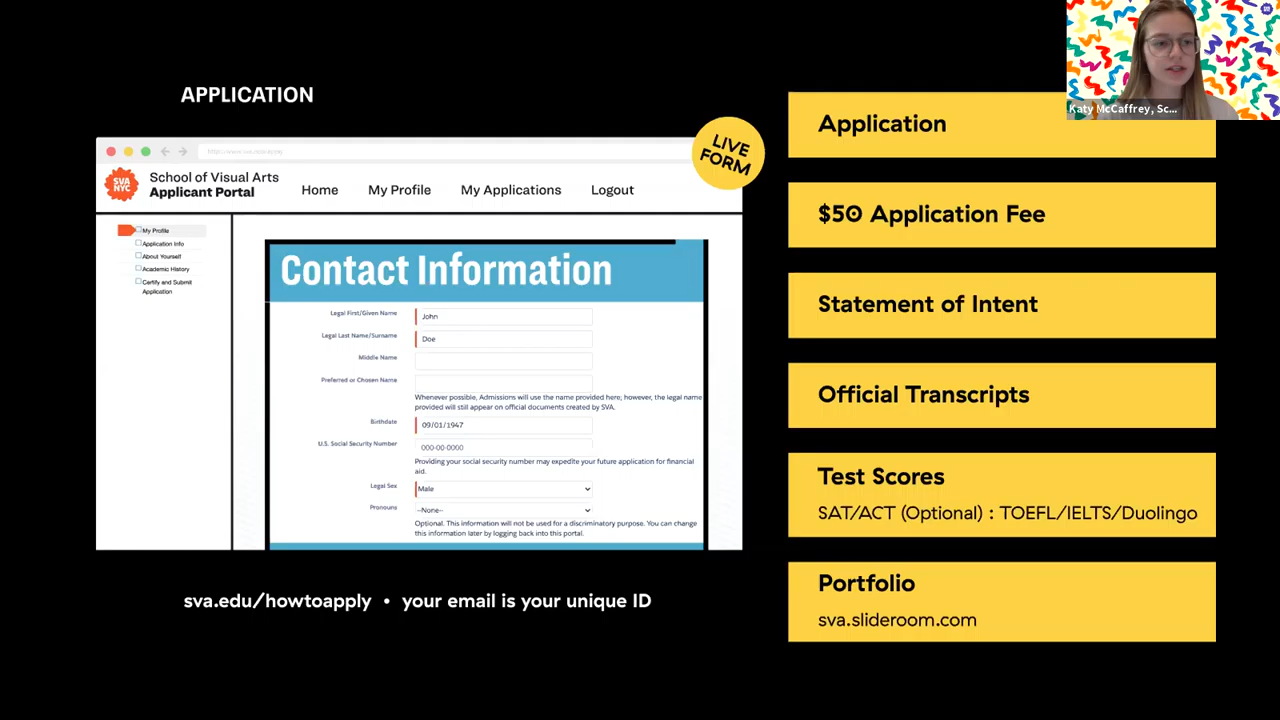 APPLICATION
LIVE
FORM
SVA
NYC
School of Visual Arts
Applicant Portal
Home
My Profile
My Applications
Logout
My Profile
Application Info
About Yourself
Academic History
Certify and Submit
Application
Contact Information
Legal First/Given Name
John
Legal Last Name/Surname
Doe
Middle Name
Preferred or Chosen Name
Whenever possible, Admissions will use the name provided here; however, the legal name
provided will still appear on official documents created by SVA.
Birthdate
09/01/1947
U.S. Social Security Number
000-00-0000
Providing your social security number may expedite your future application for financial
aid.
Legal Sex
Male
Pronouns
--None--
Optional. This information will not be used for a discriminatory purpose. You can change
this information later by logging back into this portal.
sva.edu/howtoapply • your email is your unique ID
Katy McCaffrey, Sc...
Application
$50 Application Fee
Statement of Intent
Official Transcripts
Test Scores
SAT/ACT (Optional) : TOEFL/IELTS/Duolingo
Portfolio
sva.slideroom.com